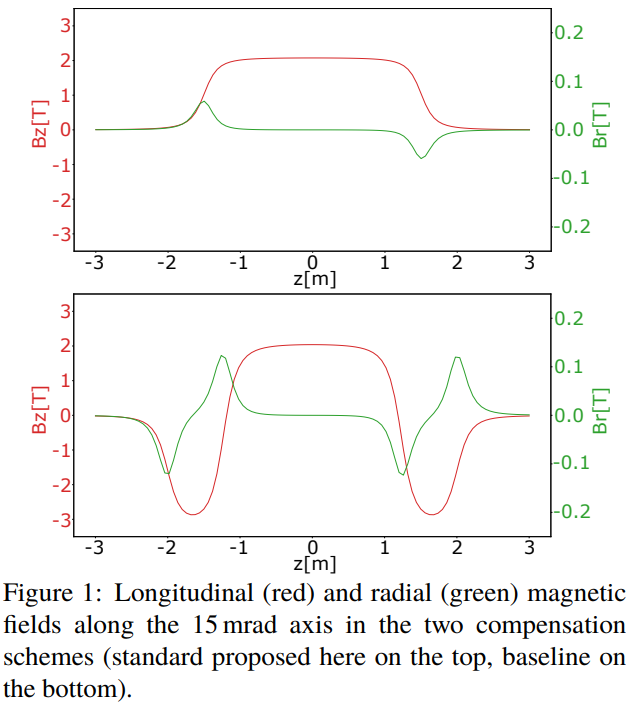 3
2
1
0
-1
-2
-3
Bz[T]
0.2
0.1
0.0
-0.1
-0.2
Br[T]
-3 -2 -1 0 1 2 3
z[m]
3
2
1
0
-1
-2
-3
Bz[T]
0.2
0.1
0.0
-0.1
-0.2
Br[T]
-3 -2 -1 0 1 2 3
z[m]
Figure 1: Longitudinal (red) and radial (green) magnetic
fields along the 15 mrad axis in the two compensation
schemes (standard proposed here on the top, baseline on
the bottom).